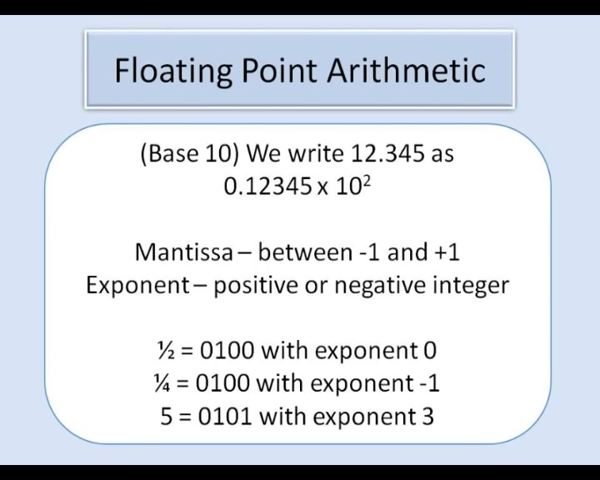 Floating Point Arithmetic
(Base 10) We write 12.345 as
0.12345 x 10²
Mantissa – between -1 and +1
Exponent – positive or negative integer
½ = 0100 with exponent 0
¼ = 0100 with exponent -1
5 = 0101 with exponent 3